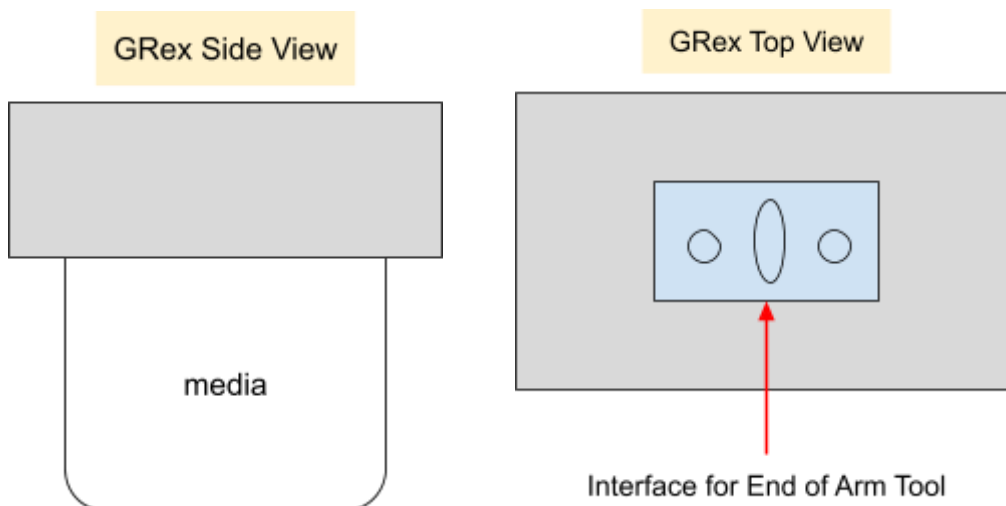 GRex Side View
GRex Top View
media
Interface for End of Arm Tool